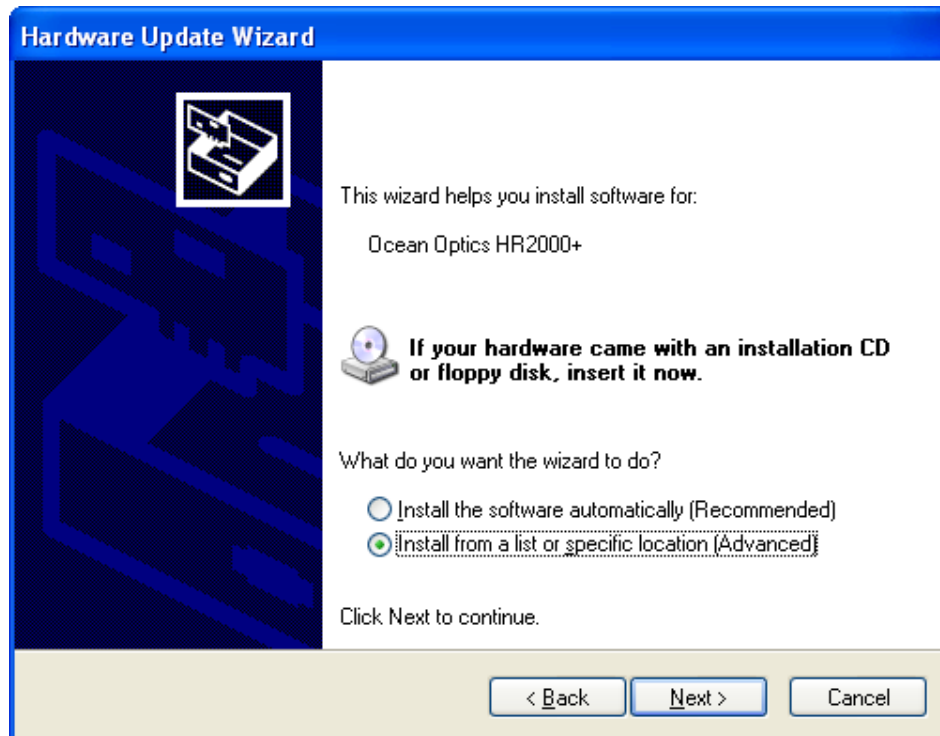 Hardware Update Wizard
This wizard helps you install software for:
Ocean Optics HR2000+
If your hardware came with an installation CD
or floppy disk, insert it now.
What do you want the wizard to do?
Install the software automatically (Recommended)
Install from a list or specific location (Advanced)
Click Next to continue.
< Back
Next >
Cancel